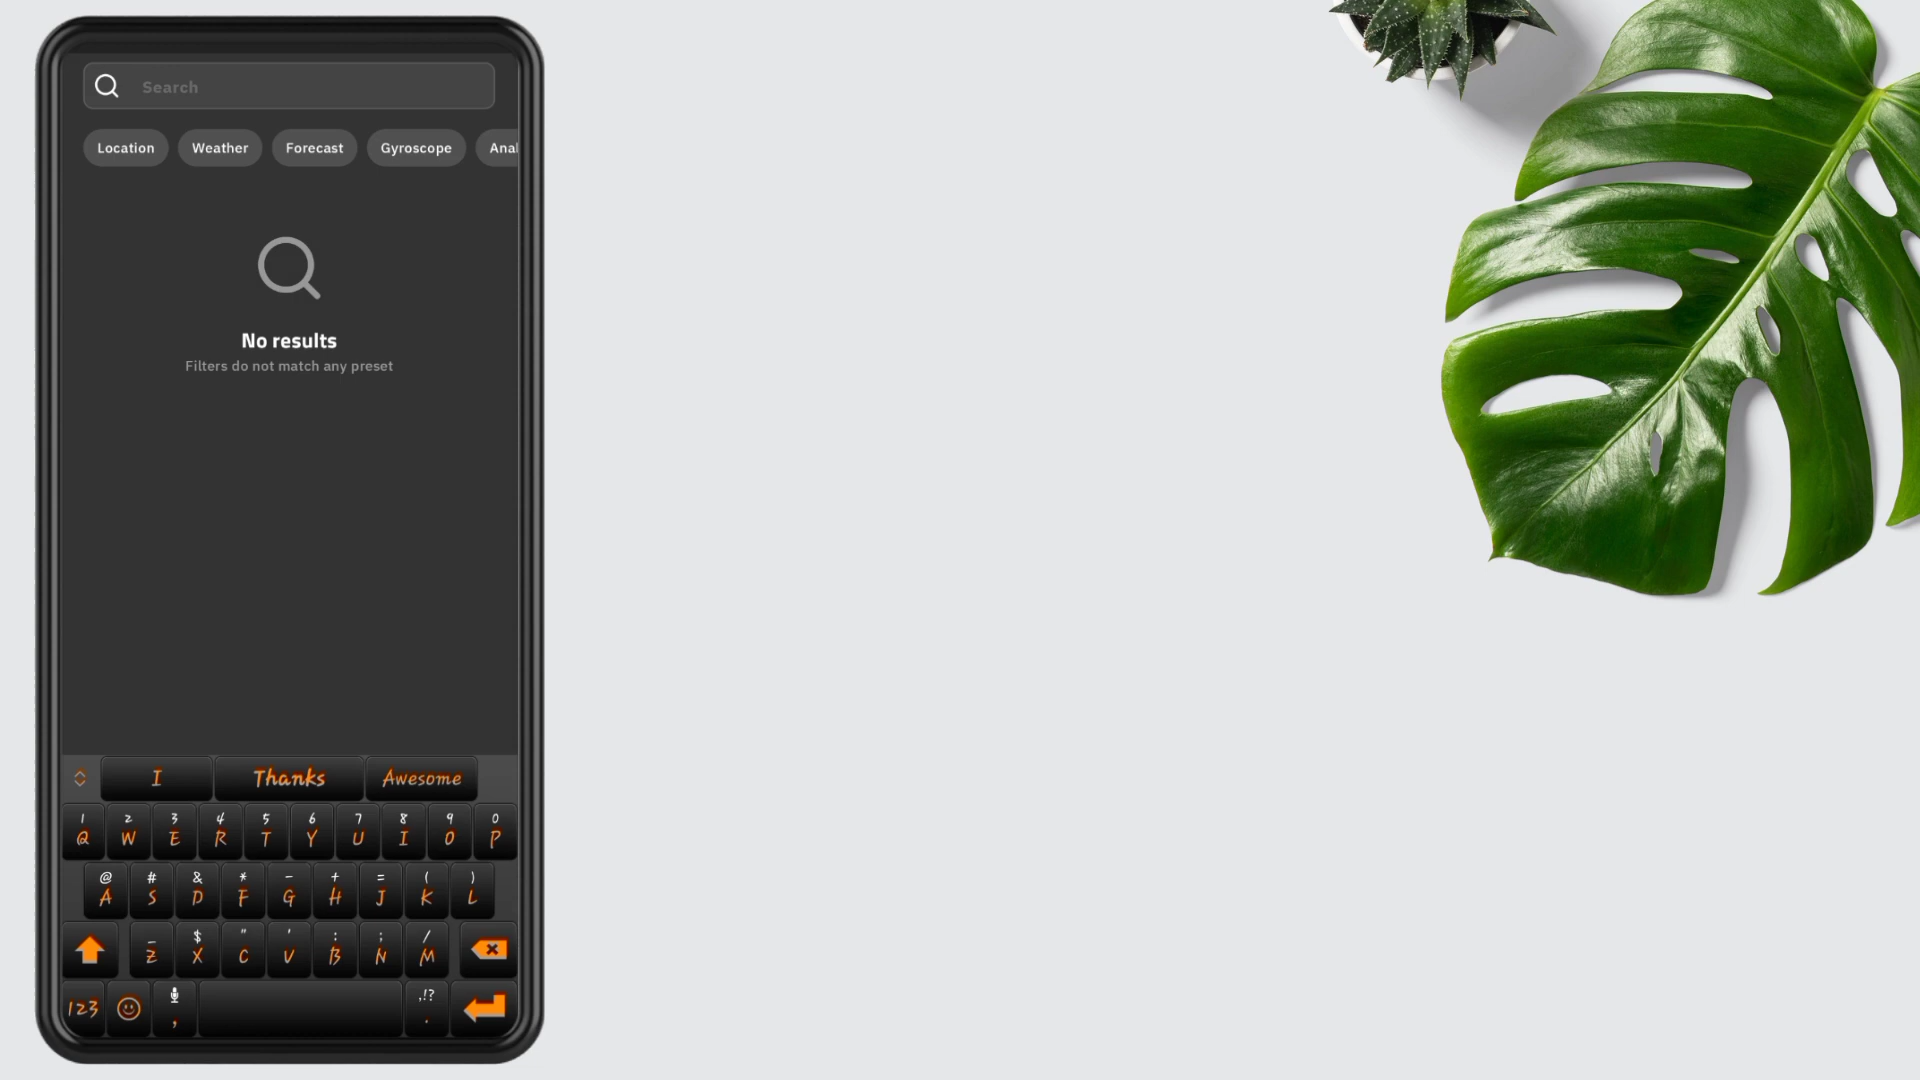 Search
Location Weather Forecast Gyroscope Anal
No results
Filters do not match any preset
I Thanks Awesome
1 2 3 4 5 6 7 8 9 0
Q W E R T Y U I O P
@ # & * - + = ( )
A S D F G H J K L
_ $ " ' : ; /
Z X C V B N M
,!?
123 , .